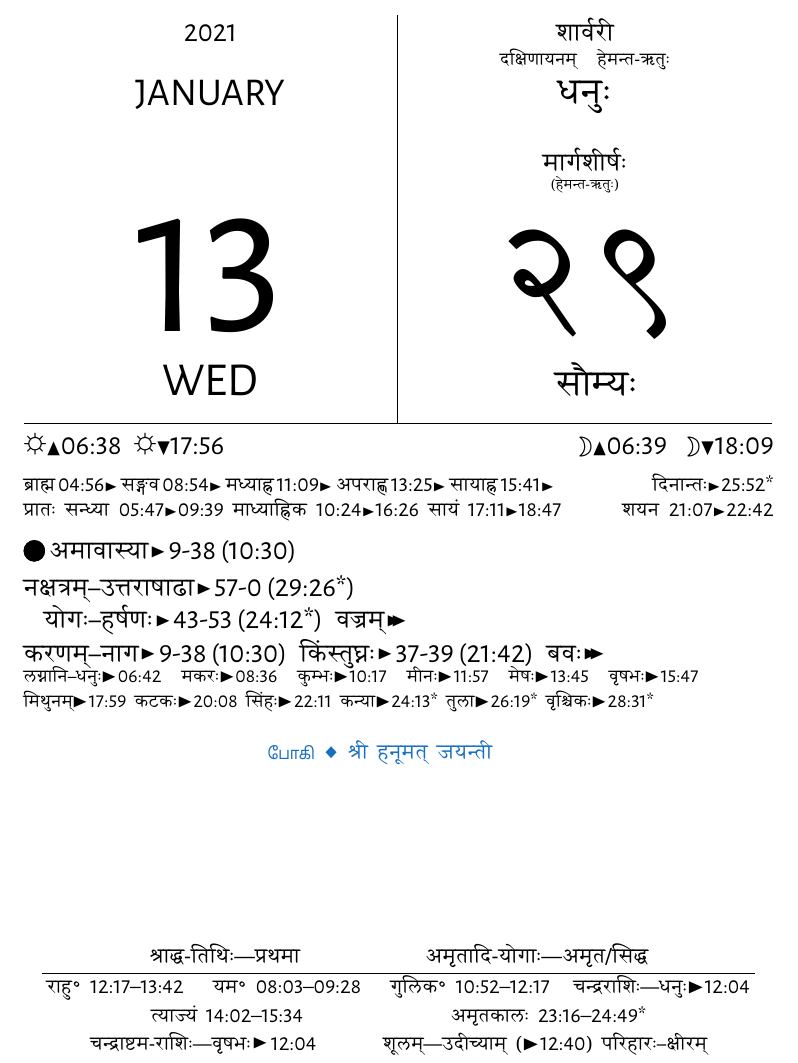 2021
JANUARY
13
WED
शार्वरी
दक्षिणायनम् हेमन्त-ऋतुः
धनुः
मार्गशीर्षः
(हेमन्त-ऋतुः)
२९
सौम्यः
☼▲06:38 ☼▼17:56 ☽▲06:39 ☽▼18:09
ब्राह्म 04:56► सङ्गव 08:54► मध्याह्न 11:09► अपराह्ण 13:25► सायाह्न 15:41► दिनान्तः►25:52*
प्रातः सन्ध्या 05:47►09:39 माध्याह्निक 10:24►16:26 सायं 17:11►18:47 शयन 21:07►22:42
● अमावास्या►9-38 (10:30)
नक्षत्रम्–उत्तराषाढा►57-0 (29:26*)
योगः–हर्षणः►43-53 (24:12*) वज्रम्►►
करणम्–नाग►9-38 (10:30) किंस्तुघ्नः►37-39 (21:42) बवः►►
लग्नानि–धनुः►06:42 मकरः►08:36 कुम्भः►10:17 मीनः►11:57 मेषः►13:45 वृषभः►15:47
मिथुनम्►17:59 कटकः►20:08 सिंहः►22:11 कन्या►24:13* तुला►26:19* वृश्चिकः►28:31*
போகி ◆ श्री हनूमत् जयन्ती
श्राद्ध-तिथिः—प्रथमा अमृतादि-योगाः—अमृत/सिद्ध
राहु° 12:17–13:42 यम° 08:03–09:28 गुलिक° 10:52–12:17 चन्द्रराशिः—धनुः►12:04
त्याज्यं 14:02–15:34 अमृतकालः 23:16–24:49*
चन्द्राष्टम-राशिः—वृषभः►12:04 शूलम्—उदीच्याम् (►12:40) परिहारः–क्षीरम्